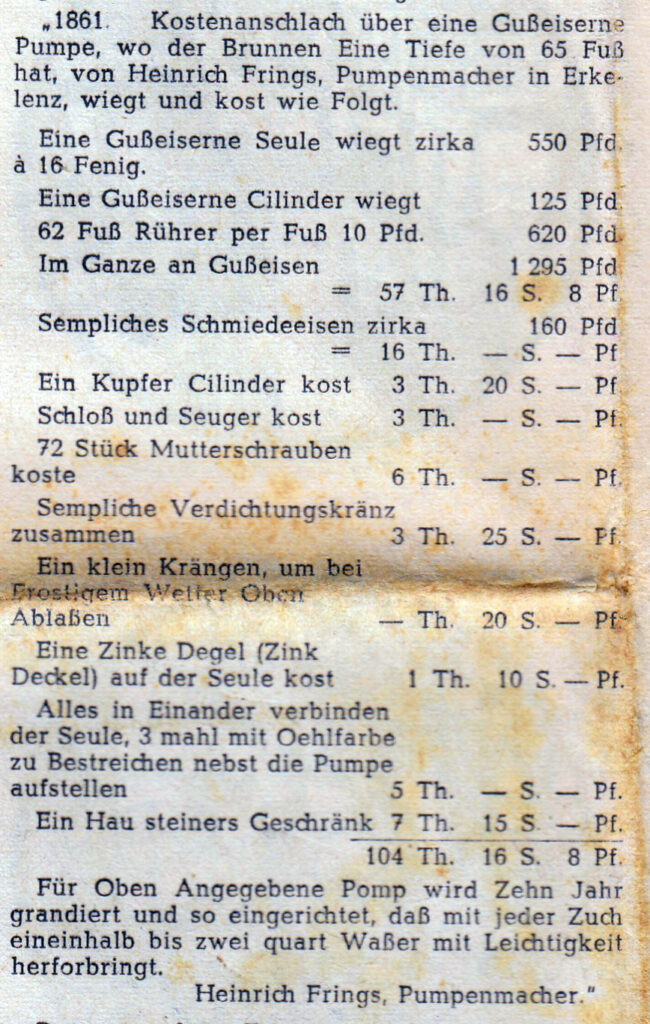 „1861. Kostenanschlach über eine Gußeiserne
Pumpe, wo der Brunnen Eine Tiefe von 65 Fuß
hat, von Heinrich Frings, Pumpenmacher in Erke-
lenz, wiegt und kost wie Folgt.
Eine Gußeiserne Seule wiegt zirka 550 Pfd.
à 16 Fenig.
Eine Gußeiserne Cilinder wiegt 125 Pfd.
62 Fuß Rührer per Fuß 10 Pfd. 620 Pfd.
Im Ganze an Gußeisen 1 295 Pfd
= 57 Th. 16 S. 8 Pf.
Sempliches Schmiedeeisen zirka 160 Pfd
= 16 Th. — S. — Pf
Ein Kupfer Cilinder kost 3 Th. 20 S. — Pf.
Schloß und Seuger kost 3 Th. — S. — Pf.
72 Stück Mutterschrauben
koste 6 Th. — S. — Pf.
Sempliche Verdichtungskränz
zusammen 3 Th. 25 S. — Pf.
Ein klein Krängen, um bei
Frostigem Wetter Oben
Ablaßen — Th. 20 S. — Pf.
Eine Zinke Degel (Zink
Deckel) auf der Seule kost 1 Th. 10 S. — Pf.
Alles in Einander verbinden
der Seule, 3 mahl mit Oehlfarbe
zu Bestreichen nebst die Pumpe
aufstellen 5 Th. — S. — Pf.
Ein Hau steiners Geschränk 7 Th. 15 S. — Pf.
104 Th. 16 S. 8 Pf.
Für Oben Angegebene Pomp wird Zehn Jahr
grandiert und so eingerichtet, daß mit jeder Zuch
eineinhalb bis zwei quart Waßer mit Leichtigkeit
herforbringt.
Heinrich Frings, Pumpenmacher."